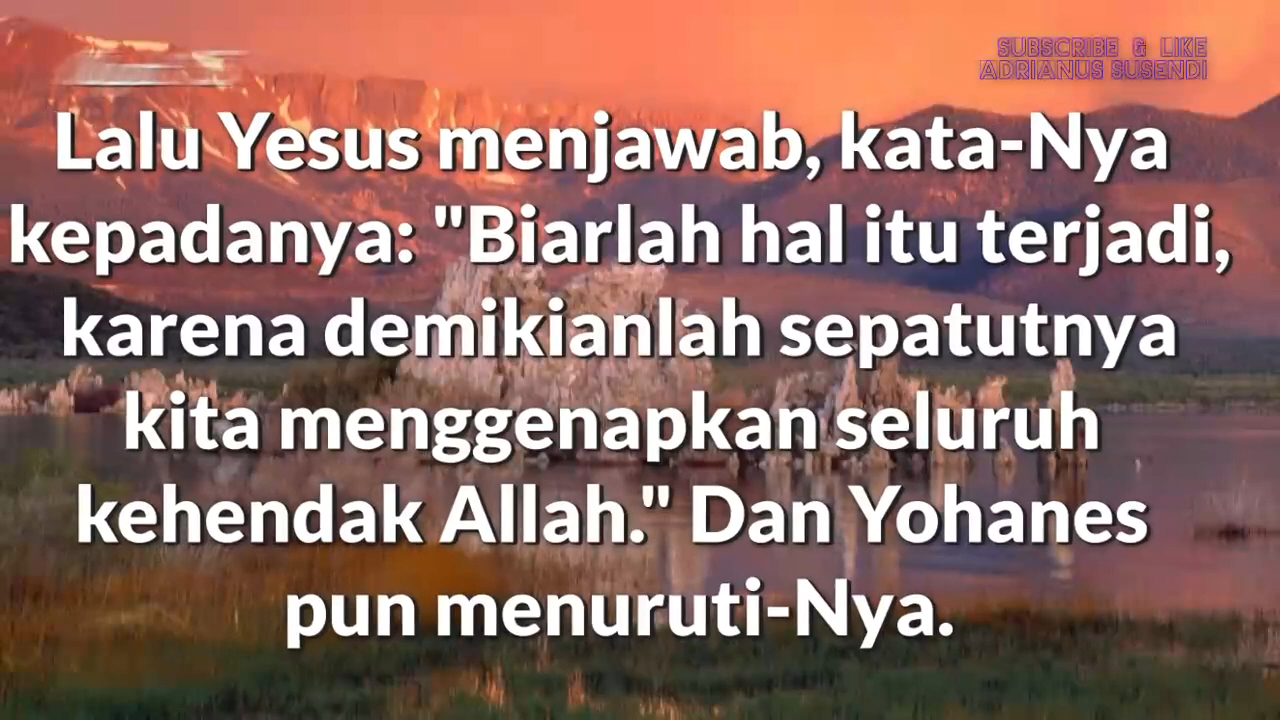 SUBSCRIBE & LIKE
ADRIANUS SUSENDI
Lalu Yesus menjawab, kata-Nya
kepadanya: "Biarlah hal itu terjadi,
karena demikianlah sepatutnya
kita menggenapkan seluruh
kehendak Allah." Dan Yohanes
pun menuruti-Nya.